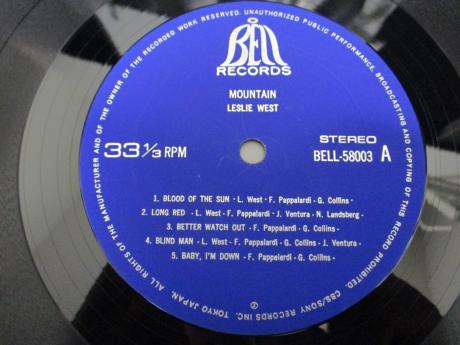 ALL RIGHTS OF THE MANUFACTURER AND OF THE OWNER OF THE RECORDED WORK RESERVED. UNAUTHORIZED PUBLIC PERFORMANCE, BROADCASTING AND COPYING OF THIS RECORD PROHIBITED.
BELL
RECORDS
MOUNTAIN
LESLIE WEST
33 1/3 RPM
STEREO
BELL-58003 A
1. BLOOD OF THE SUN - L. West - F. Pappalardi - G. Collins -
2. LONG RED - L. West - F. Pappalardi - J. Ventura - N. Landsberg -
3. BETTER WATCH OUT - F. Pappalardi - G. Collins -
4. BLIND MAN - L. West - F. Pappalardi - G. Collins - J. Ventura -
5. BABY, I'M DOWN - F. Pappalardi - G. Collins -
Ⓟ
CBS/SONY RECORDS INC. TOKYO JAPAN.